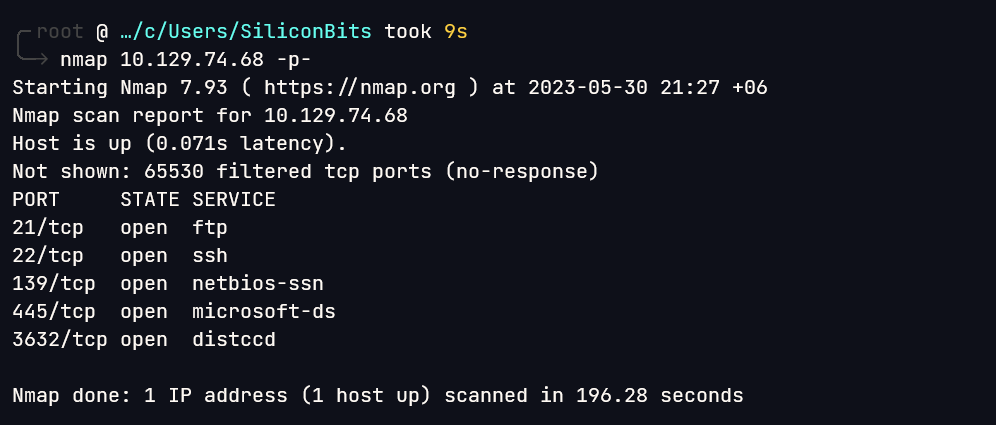 root @ …/c/Users/SiliconBits took 9s
nmap 10.129.74.68 -p-
Starting Nmap 7.93 ( https://nmap.org ) at 2023-05-30 21:27 +06
Nmap scan report for 10.129.74.68
Host is up (0.071s latency).
Not shown: 65530 filtered tcp ports (no-response)
PORT     STATE SERVICE
21/tcp   open  ftp
22/tcp   open  ssh
139/tcp  open  netbios-ssn
445/tcp  open  microsoft-ds
3632/tcp open  distccd
Nmap done: 1 IP address (1 host up) scanned in 196.28 seconds